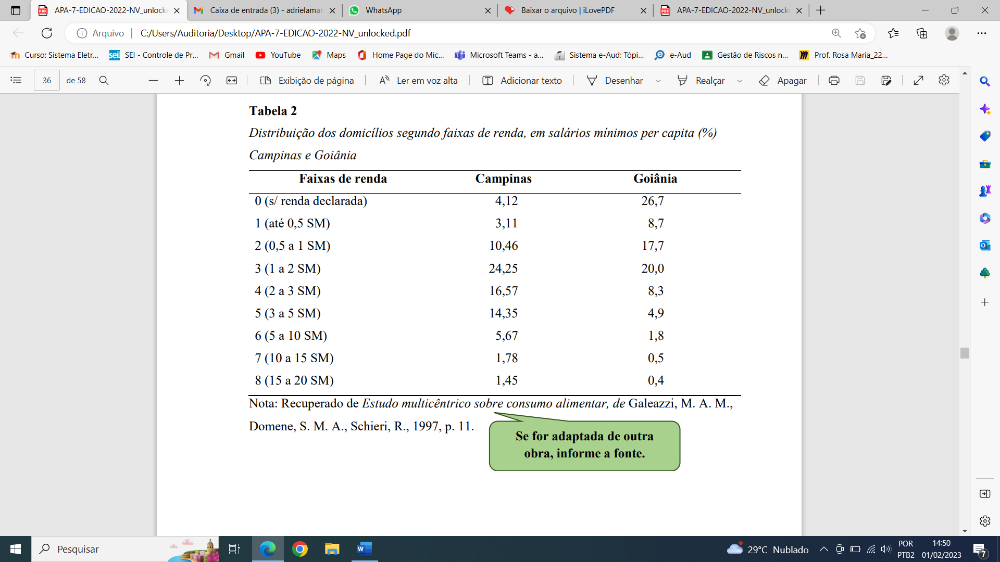 APA-7-EDICAO-2022-NV_unlocke
Caixa de entrada (3) - adrielamar
WhatsApp
Baixar o arquivo | iLovePDF
APA-7-EDICAO-2022-NV_unlocke
Arquivo
C:/Users/Auditoria/Desktop/APA-7-EDICAO-2022-NV_unlocked.pdf
Curso: Sistema Eletr...
SEI - Controle de Pr...
Gmail
YouTube
Maps
Home Page do Mic...
Microsoft Teams - a...
Sistema e-Aud: Tópi...
e-Aud
Gestão de Riscos n...
Prof. Rosa Maria_22...
36 de 58
Exibição de página
Ler em voz alta
Adicionar texto
Desenhar
Realçar
Apagar
Tabela 2
Distribuição dos domicílios segundo faixas de renda, em salários mínimos per capita (%)
Campinas e Goiânia
Faixas de renda Campinas Goiânia
0 (s/ renda declarada) 4,12 26,7
1 (até 0,5 SM) 3,11 8,7
2 (0,5 a 1 SM) 10,46 17,7
3 (1 a 2 SM) 24,25 20,0
4 (2 a 3 SM) 16,57 8,3
5 (3 a 5 SM) 14,35 4,9
6 (5 a 10 SM) 5,67 1,8
7 (10 a 15 SM) 1,78 0,5
8 (15 a 20 SM) 1,45 0,4
Nota: Recuperado de Estudo multicêntrico sobre consumo alimentar, de Galeazzi, M. A. M.,
Domene, S. M. A., Schieri, R., 1997, p. 11.
Se for adaptada de outra
obra, informe a fonte.
Pesquisar
29°C Nublado
POR
PTB2
14:50
01/02/2023
7